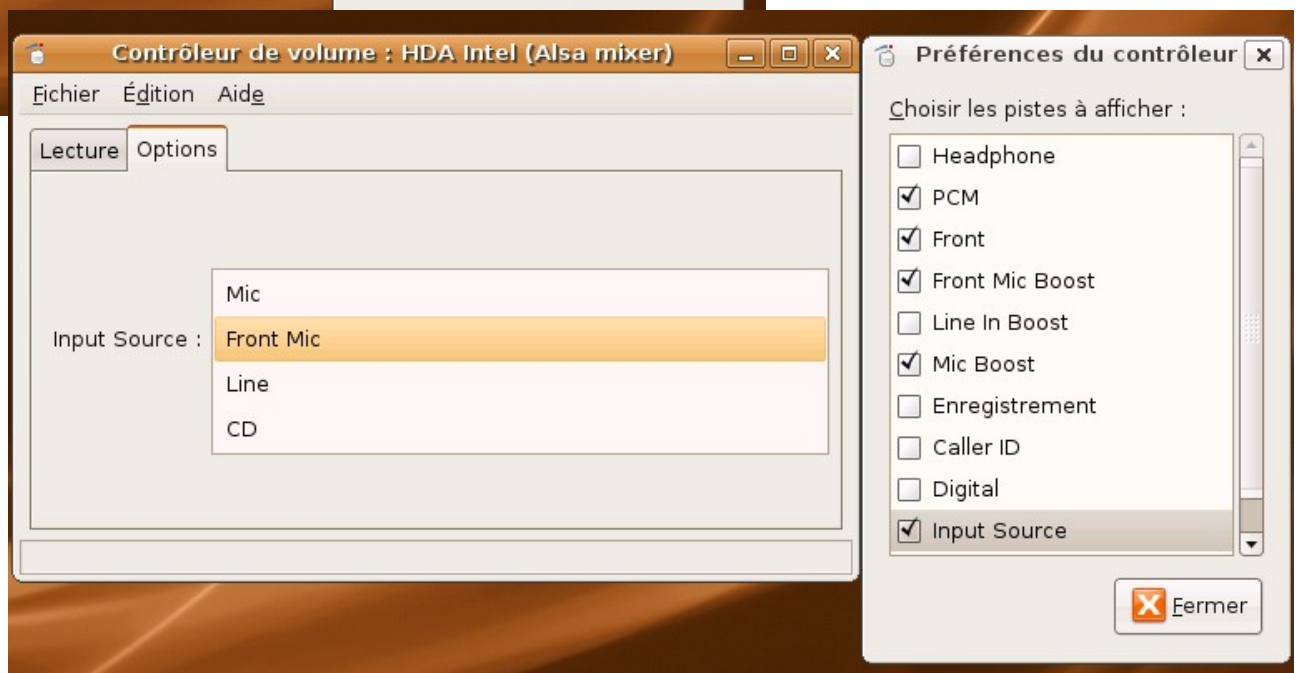 Contrôleur de volume : HDA Intel (Alsa mixer)
Fichier Édition Aide
Lecture Options
Input Source :
Mic
Front Mic
Line
CD
Préférences du contrôleur
Choisir les pistes à afficher :
Headphone
PCM
Front
Front Mic Boost
Line In Boost
Mic Boost
Enregistrement
Caller ID
Digital
Input Source
Fermer